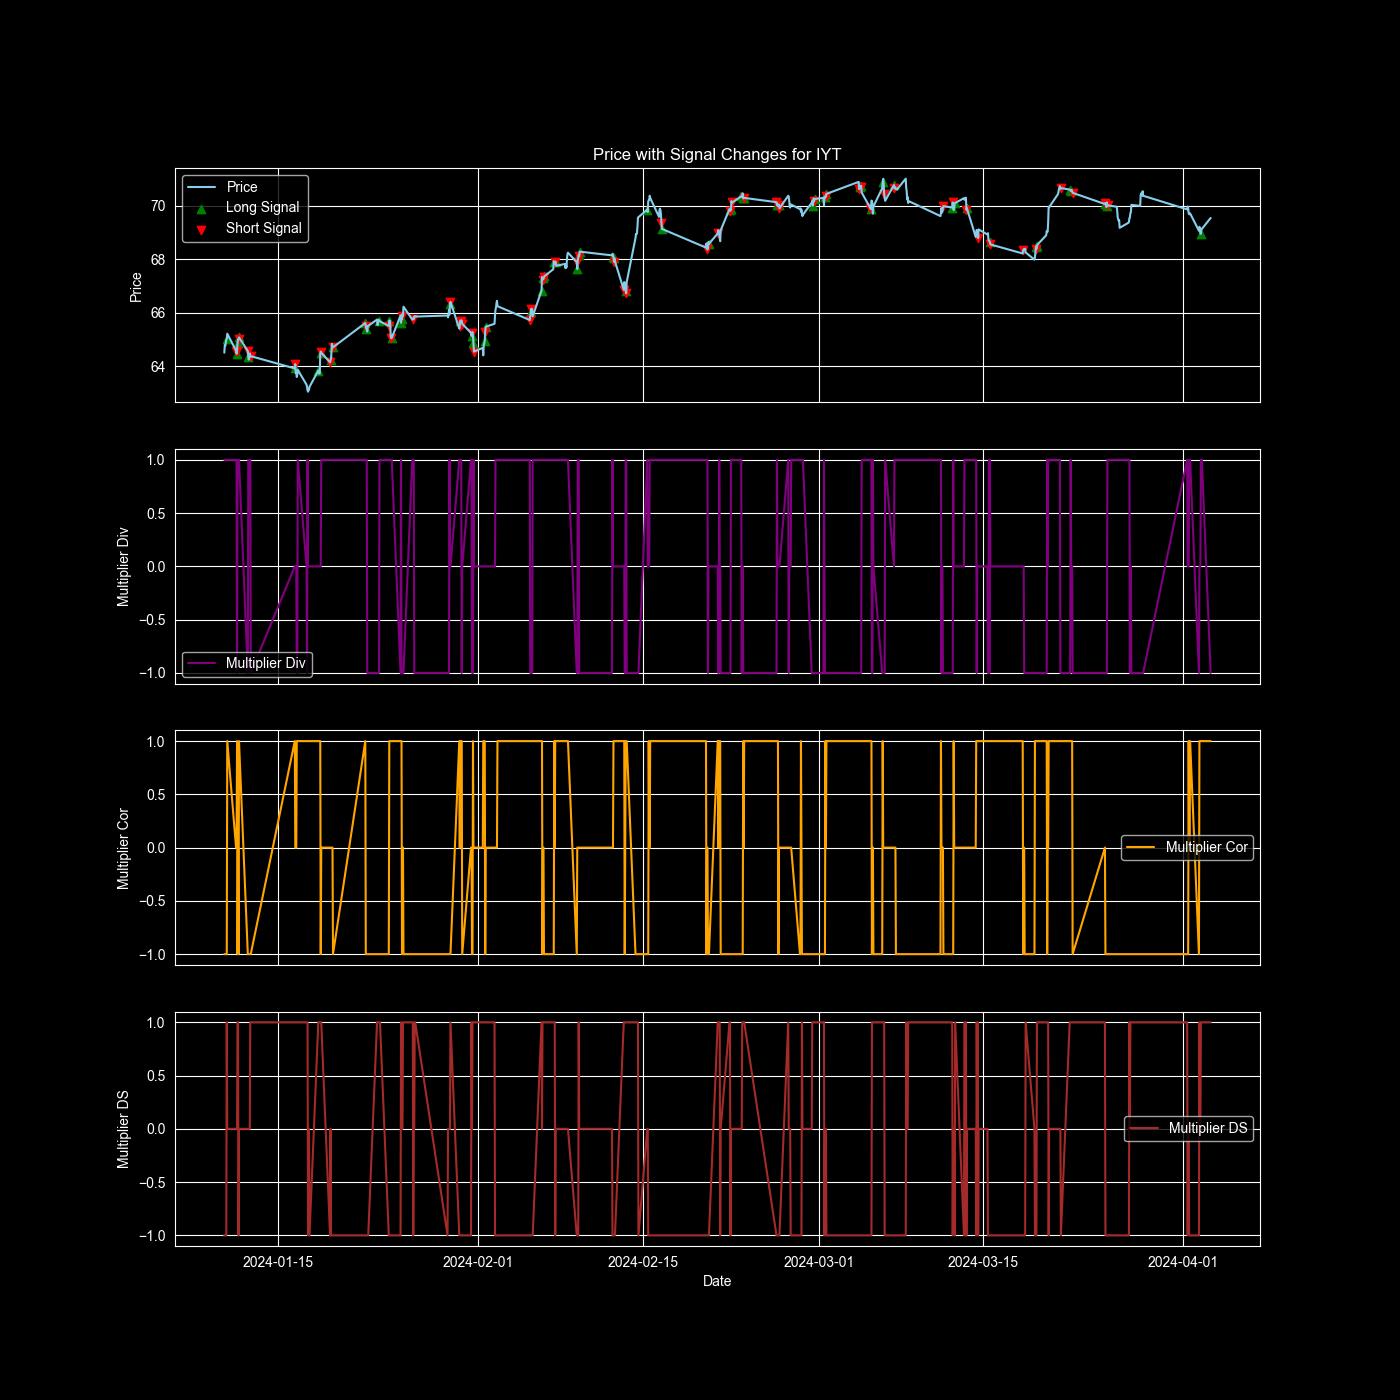 Price with Signal Changes for IYT
Price
70
68
66
64
Price
Long Signal
Short Signal
Multiplier Div
1.0
0.5
0.0
−0.5
−1.0
Multiplier Div
Multiplier Cor
1.0
0.5
0.0
−0.5
−1.0
Multiplier Cor
Multiplier DS
1.0
0.5
0.0
−0.5
−1.0
Multiplier DS
2024-01-15 2024-02-01 2024-02-15 2024-03-01 2024-03-15 2024-04-01
Date